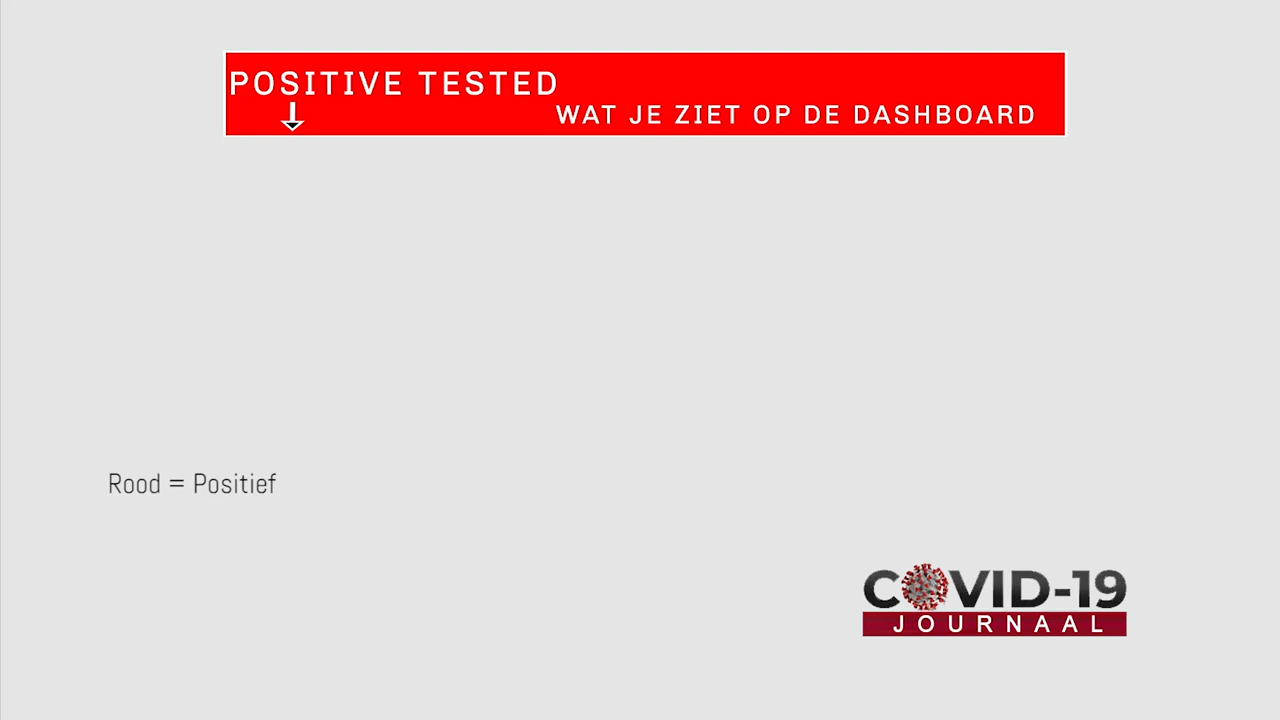 POSITIVE TESTED
WAT JE ZIET OP DE DASHBOARD
Rood = Positief
COVID-19
JOURNAAL